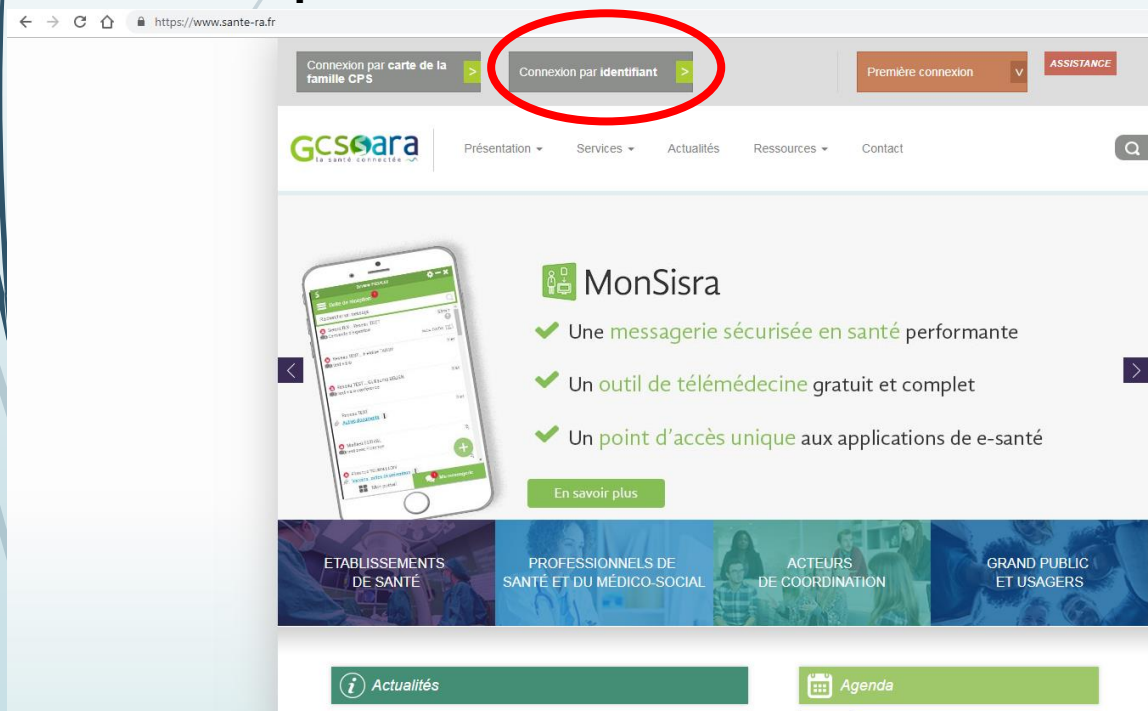 https://www.sante-ra.fr
Connexion par carte de la
famille CPS
>
Connexion par identifiant
>
Première connexion
v
ASSISTANCE
GCSsara
la santé connectée
Présentation
Services
Actualités
Ressources
Contact
MonSisra
Une messagerie sécurisée en santé performante
Un outil de télémédecine gratuit et complet
Un point d'accès unique aux applications de e-santé
En savoir plus
ETABLISSEMENTS
DE SANTÉ
PROFESSIONNELS DE
SANTÉ ET DU MÉDICO-SOCIAL
ACTEURS
DE COORDINATION
GRAND PUBLIC
ET USAGERS
Actualités
Agenda